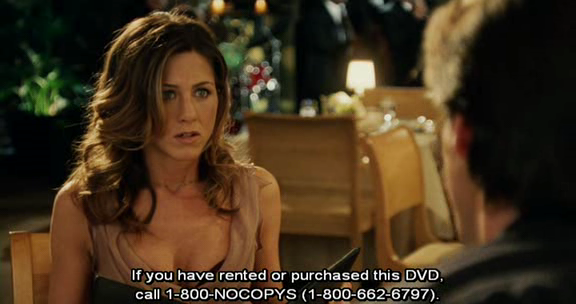 If you have rented or purchased this DVD,
call 1-800-NOCOPYS (1-800-662-6797).